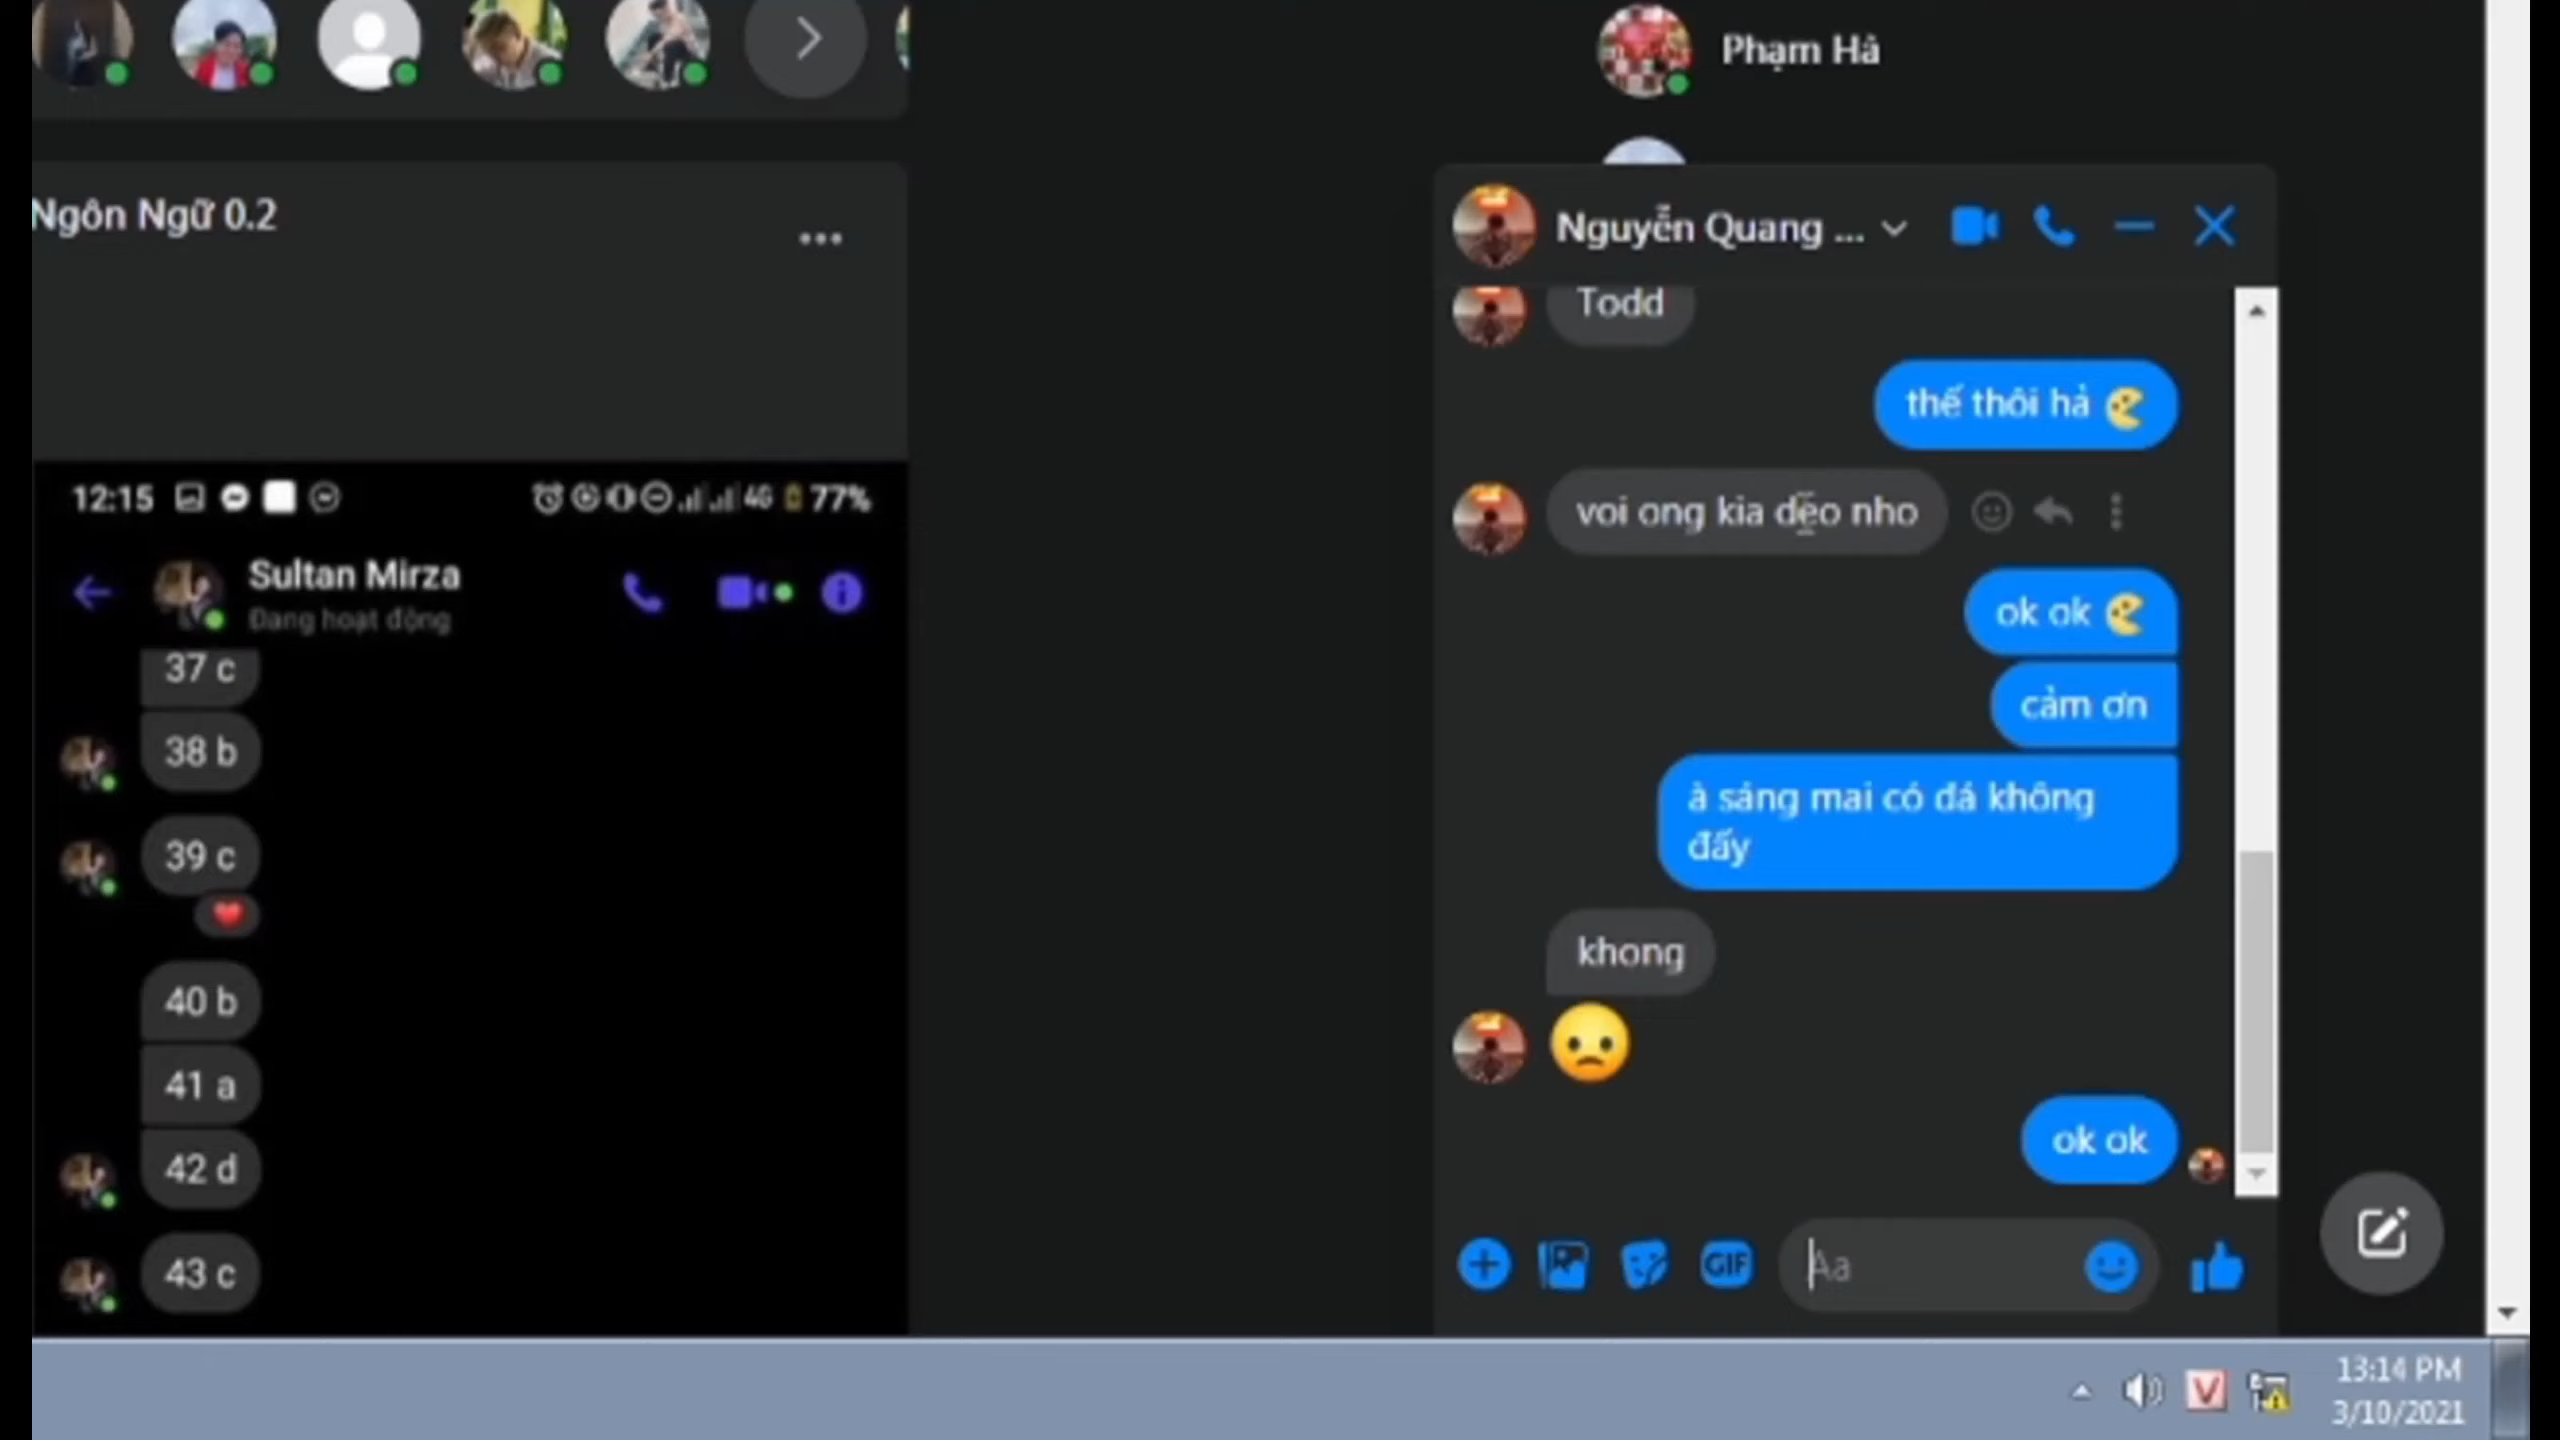 Phạm Hà
Ngôn Ngữ 0.2
12:15
4G
77%
Sultan Mirza
Đang hoạt động
37 c
38 b
39 c
40 b
41 a
42 d
43 c
Nguyễn Quang ...
Todd
thế thôi hả
voi ong kia dẽo nho
ok ok
cảm ơn
à sáng mai có đá không
đấy
khong
ok ok
GIF
Aa
V
13:14 PM
3/10/2021